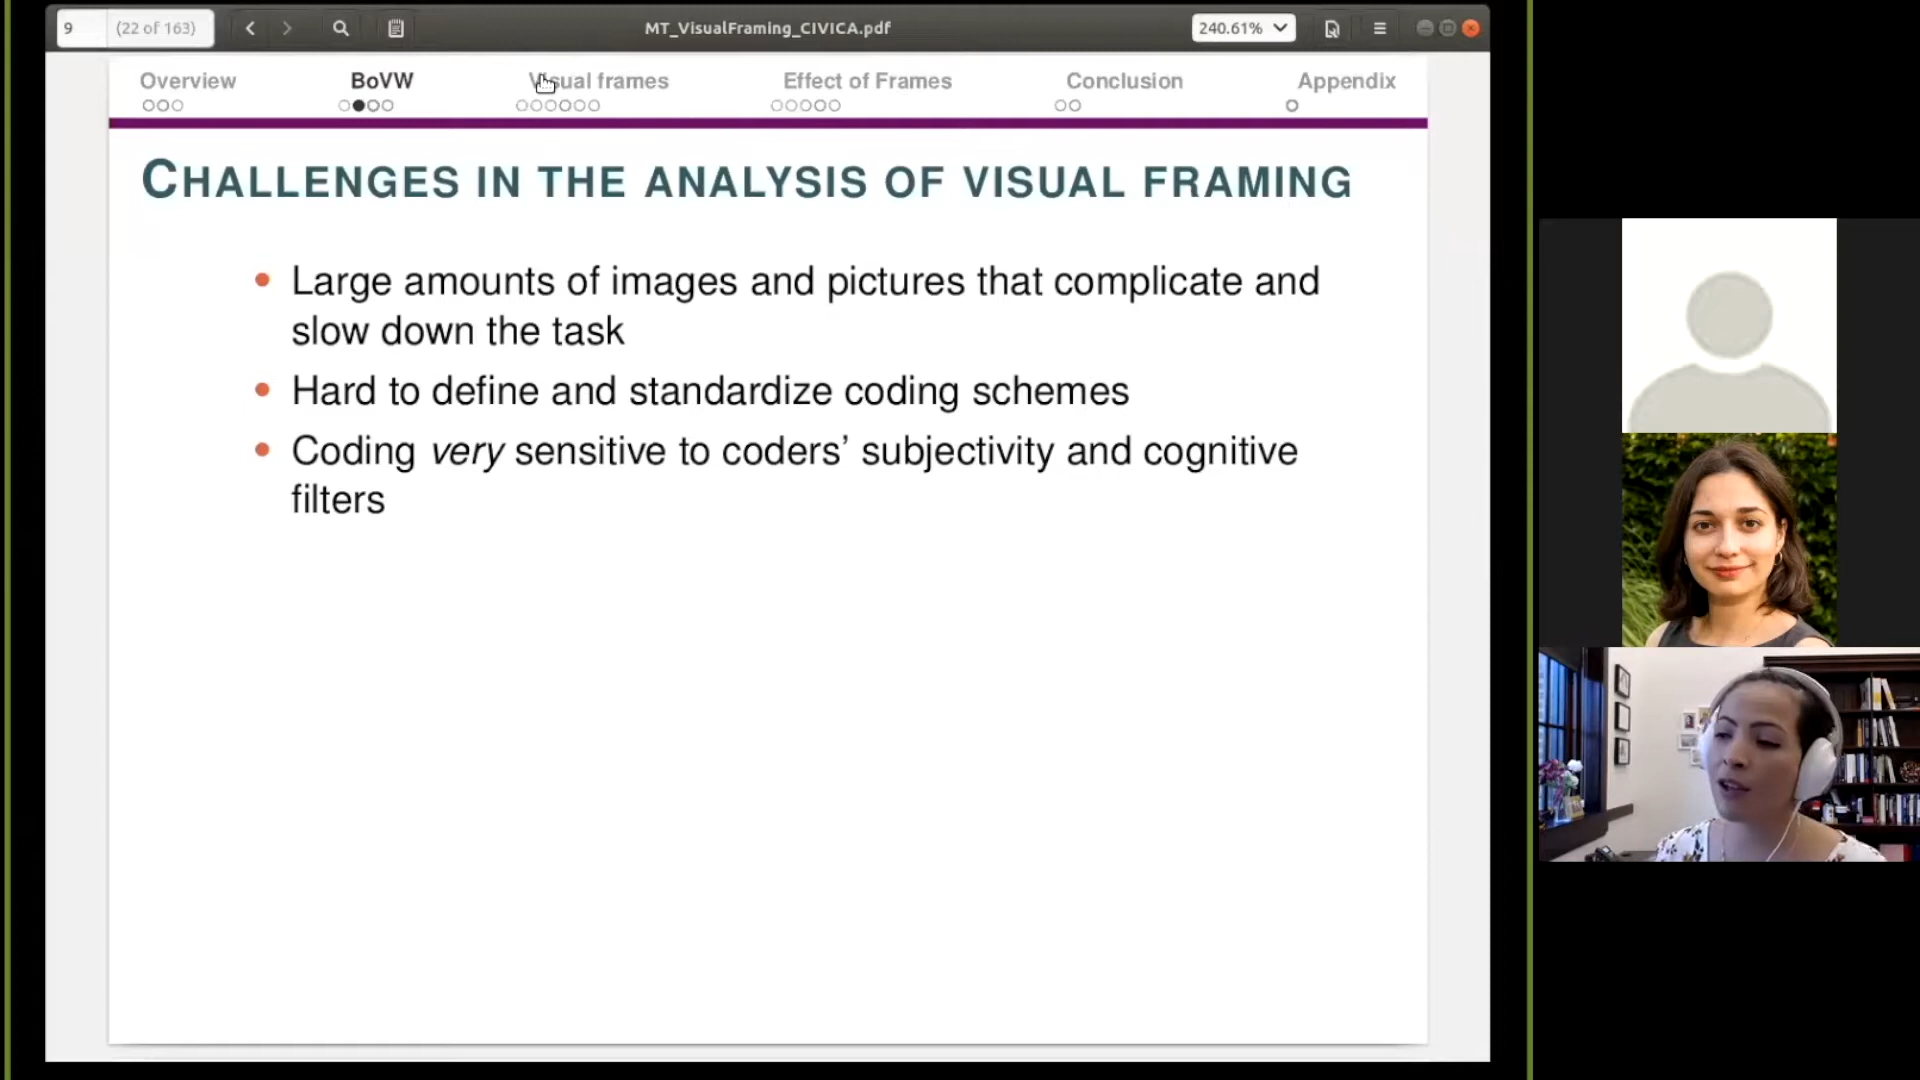 9 (22 of 163) MT_VisualFraming_CIVICA.pdf 240.61%
Overview BoVW Visual frames Effect of Frames Conclusion Appendix
CHALLENGES IN THE ANALYSIS OF VISUAL FRAMING
Large amounts of images and pictures that complicate and
slow down the task
Hard to define and standardize coding schemes
Coding very sensitive to coders’ subjectivity and cognitive
filters